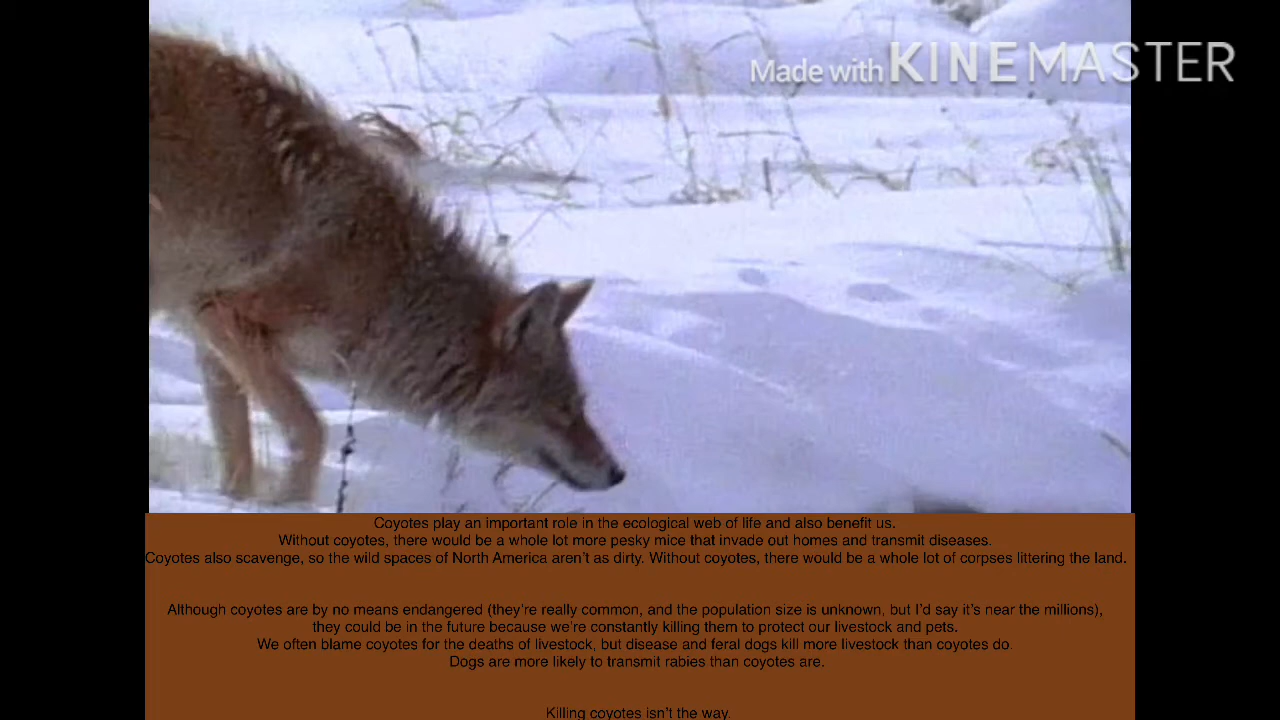 Made with KINEMASTER
Coyotes play an important role in the ecological web of life and also benefit us.
Without coyotes, there would be a whole lot more pesky mice that invade out homes and transmit diseases.
Coyotes also scavenge, so the wild spaces of North America aren’t as dirty. Without coyotes, there would be a whole lot of corpses littering the land.
Although coyotes are by no means endangered (they’re really common, and the population size is unknown, but I’d say it’s near the millions),
they could be in the future because we’re constantly killing them to protect our livestock and pets.
We often blame coyotes for the deaths of livestock, but disease and feral dogs kill more livestock than coyotes do.
Dogs are more likely to transmit rabies than coyotes are.
Killing coyotes isn’t the way.